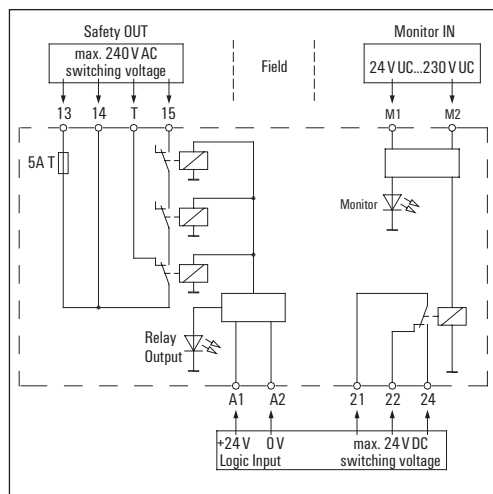 Safety OUT
Monitor IN
max. 240 V AC
switching voltage
Field
24 V UC...230 V UC
13 14 T 15
M1 M2
5A T
Monitor
Relay
Output
A1 A2 21 22 24
+24 V 0 V
Logic Input
max. 24 V DC
switching voltage